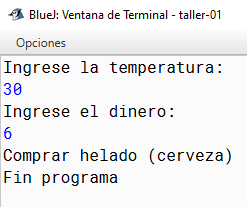 BlueJ: Ventana de Terminal - taller-01
Opciones
Ingrese la temperatura:
30
Ingrese el dinero:
6
Comprar helado (cerveza)
Fin programa